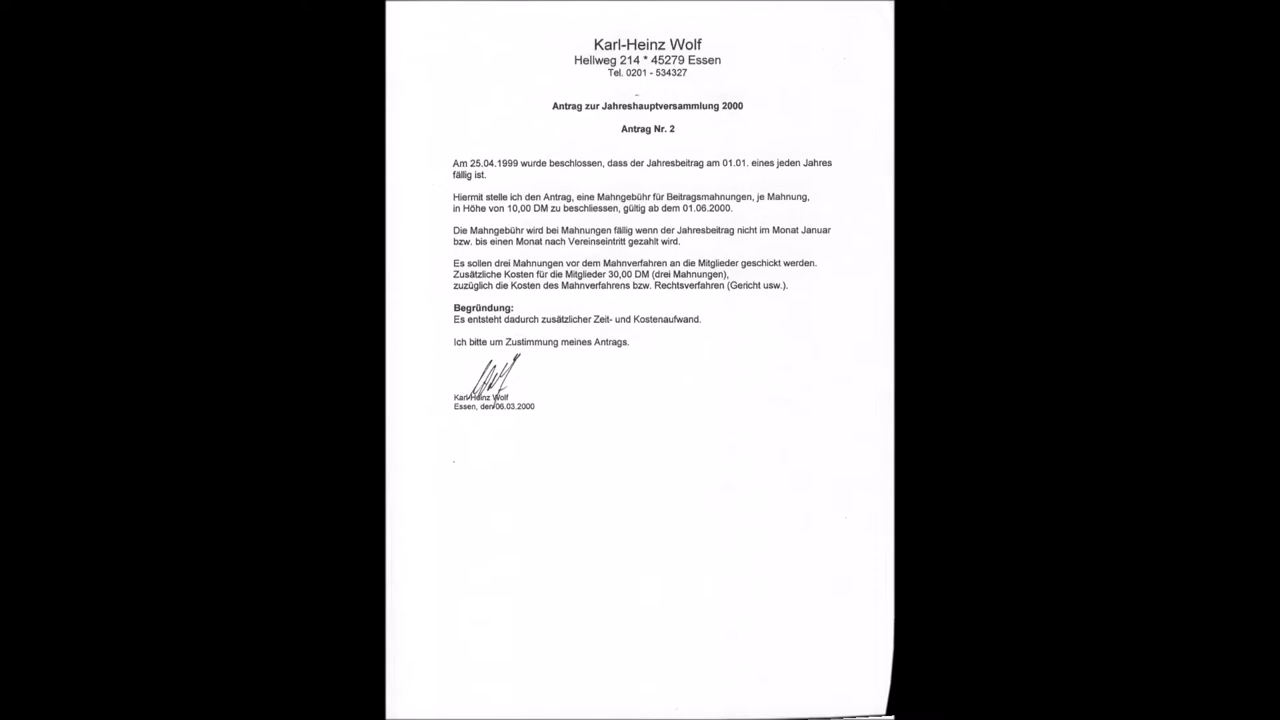 Karl-Heinz Wolf
Hellweg 214 * 45279 Essen
Tel. 0201 - 534327
Antrag zur Jahreshauptversammlung 2000
Antrag Nr. 2
Am 25.04.1999 wurde beschlossen, dass der Jahresbeitrag am 01.01. eines jeden Jahres
fällig ist.
Hiermit stelle ich den Antrag, eine Mahngebühr für Beitragsmahnungen, je Mahnung,
in Höhe von 10,00 DM zu beschliessen, gültig ab dem 01.06.2000.
Die Mahngebühr wird bei Mahnungen fällig wenn der Jahresbeitrag nicht im Monat Januar
bzw. bis einen Monat nach Vereinseintritt gezahlt wird.
Es sollen drei Mahnungen vor dem Mahnverfahren an die Mitglieder geschickt werden.
Zusätzliche Kosten für die Mitglieder 30,00 DM (drei Mahnungen),
zuzüglich die Kosten des Mahnverfahrens bzw. Rechtsverfahren (Gericht usw.).
Begründung:
Es entsteht dadurch zusätzlicher Zeit- und Kostenaufwand.
Ich bitte um Zustimmung meines Antrags.
Karl-Heinz Wolf
Essen, den 06.03.2000